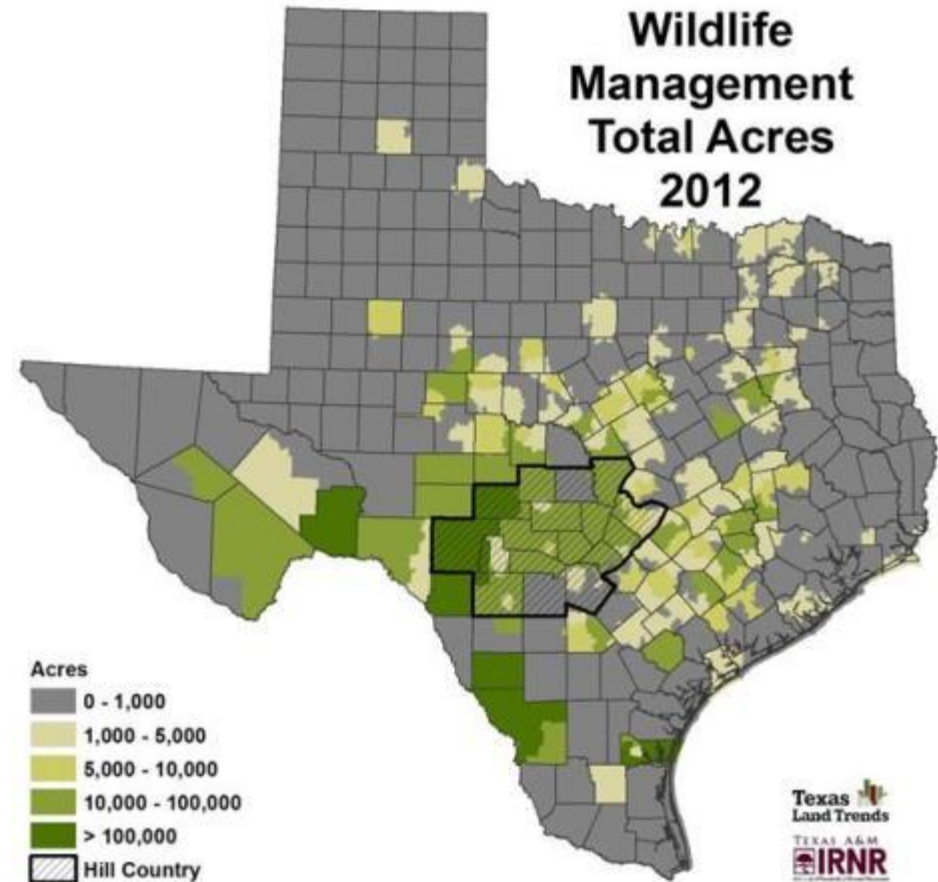 Wildlife
Management
Total Acres
2012
Acres
0 - 1,000
1,000 - 5,000
5,000 - 10,000
10,000 - 100,000
> 100,000
Hill Country
Texas
Land Trends
TEXAS A&M
IRNR